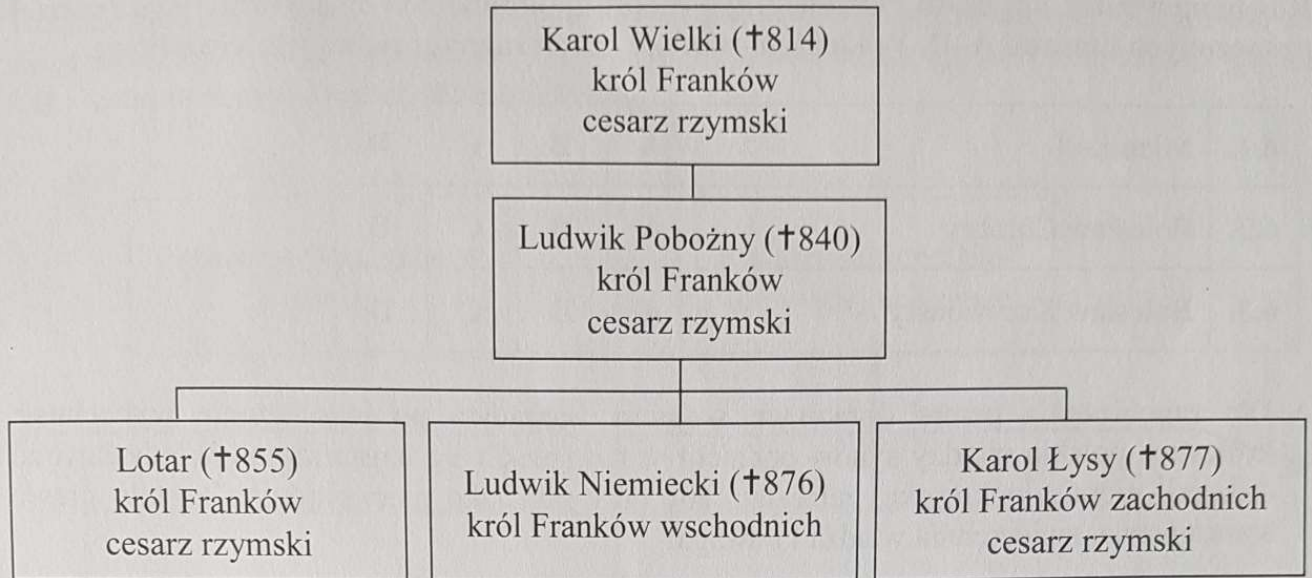 Karol Wielki (✝814)
król Franków
cesarz rzymski
Ludwik Pobożny (✝840)
król Franków
cesarz rzymski
Lotar (✝855)
król Franków
cesarz rzymski
Ludwik Niemiecki (✝876)
król Franków wschodnich
Karol Łysy (✝877)
król Franków zachodnich
cesarz rzymski